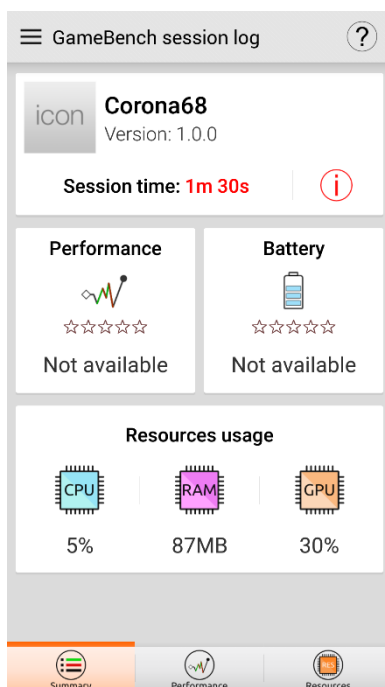 GameBench session log
?
icon
Corona68
Version: 1.0.0
Session time: 1m 30s
i
Performance
Battery
☆☆☆☆☆
☆☆☆☆☆
Not available
Not available
Resources usage
CPU
RAM
GPU
5%
87MB
30%
RES
Summary
Performance
Resources